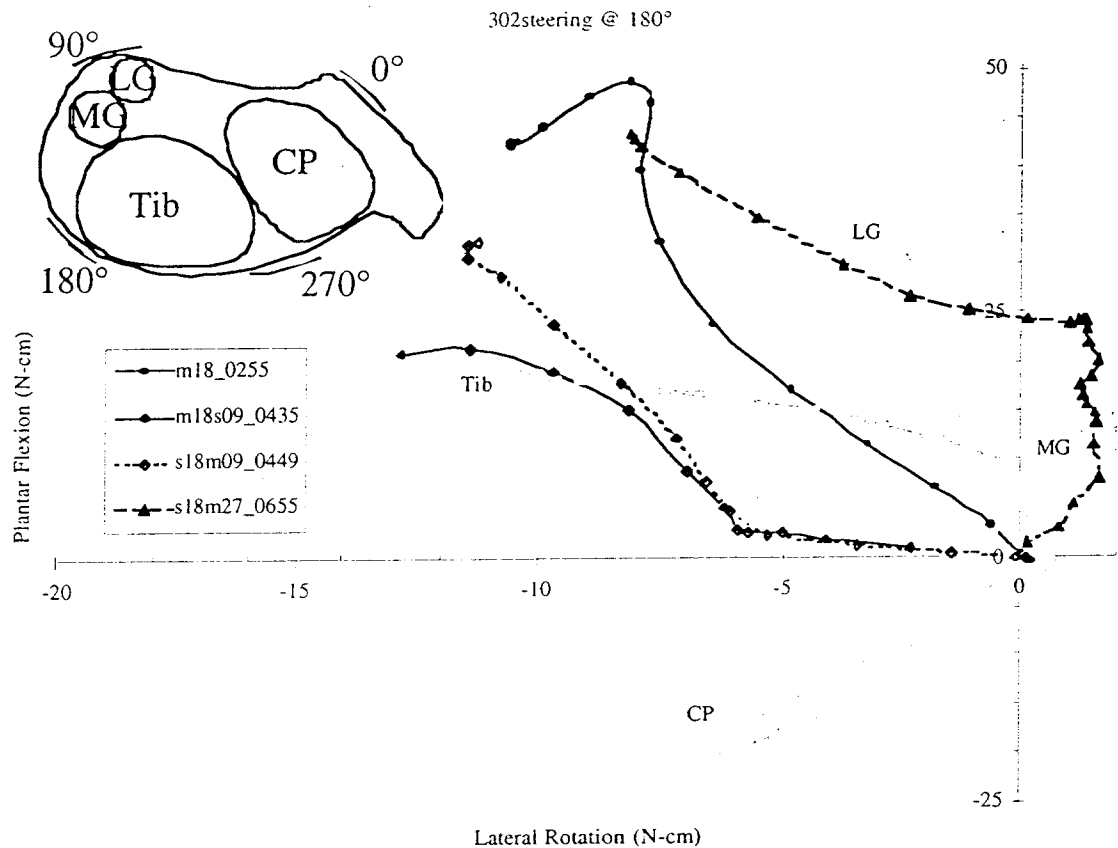 302steering @ 180°
90°
LG
0°
MG
CP
Tib
180°
270°
50
LG
35
Plantar Flexion (N-cm)
m18_0255
m18s09_0435
s18m09_0449
s18m27_0655
Tib
MG
0
-20
-15
-10
-5
0
CP
-25
Lateral Rotation (N-cm)